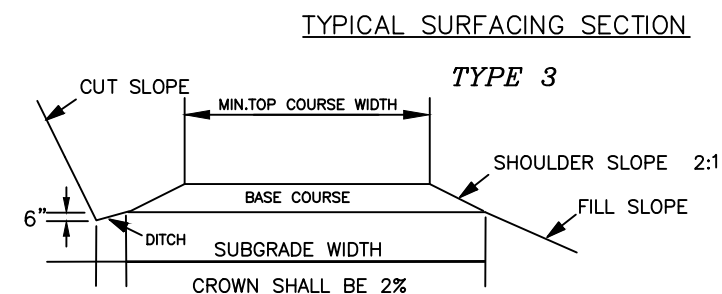 TYPICAL SURFACING SECTION
TYPE 3
CUT SLOPE
MIN.TOP COURSE WIDTH
SHOULDER SLOPE 2:1
BASE COURSE
FILL SLOPE
6"
DITCH
SUBGRADE WIDTH
CROWN SHALL BE 2%